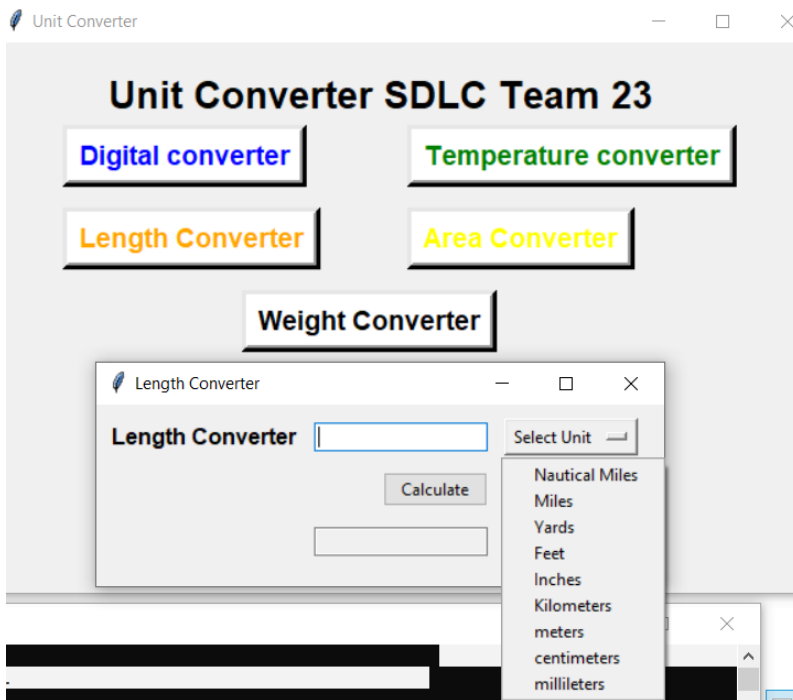 Unit Converter
Unit Converter SDLC Team 23
Digital converter
Temperature converter
Length Converter
Area Converter
Weight Converter
Length Converter
Length Converter
Select Unit
Calculate
Nautical Miles
Miles
Yards
Feet
Inches
Kilometers
meters
centimeters
millileters